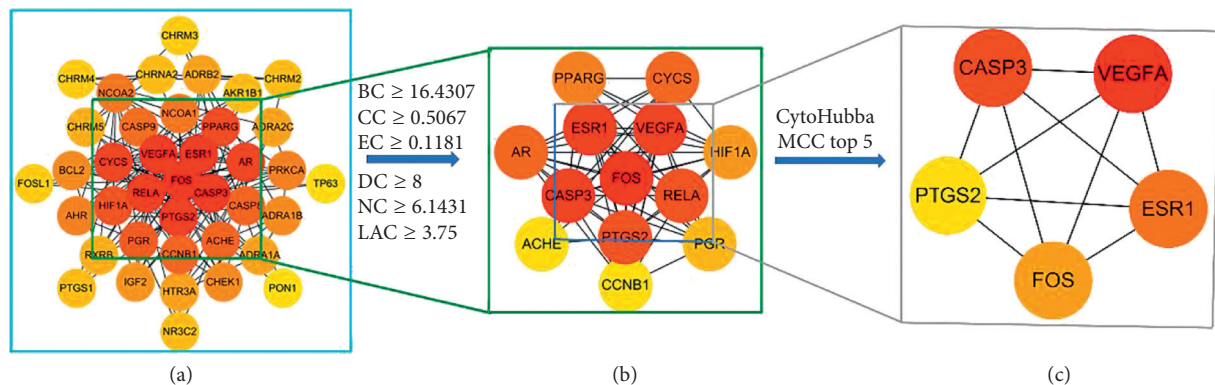 CHRM3
CHRM4
CHRNA2
ADRB2
CHRM2
NCOA2
AKR1B1
CHRM5
CASP9
NCOA1
PPARG
ADRA2C
FOSL1
BCL2
CYCS
VEGFA
ESR1
AR
PRKCA
TP63
FOS
RELA
CASP3
AHR
HIF1A
PTGS2
CASP8
ADRA1B
RXRB
PGR
CCNB1
ACHE
ADRA1A
PTGS1
IGF2
HTR3A
CHEK1
PON1
NR3C2
(a)
BC ≥ 16.4307
CC ≥ 0.5067
EC ≥ 0.1181
DC ≥ 8
NC ≥ 6.1431
LAC ≥ 3.75
PPARG
CYCS
ESR1
VEGFA
AR
HIF1A
FOS
CASP3
RELA
ACHE
PTGS2
PGR
CCNB1
(b)
CytoHubba
MCC top 5
CASP3
VEGFA
PTGS2
ESR1
FOS
(c)